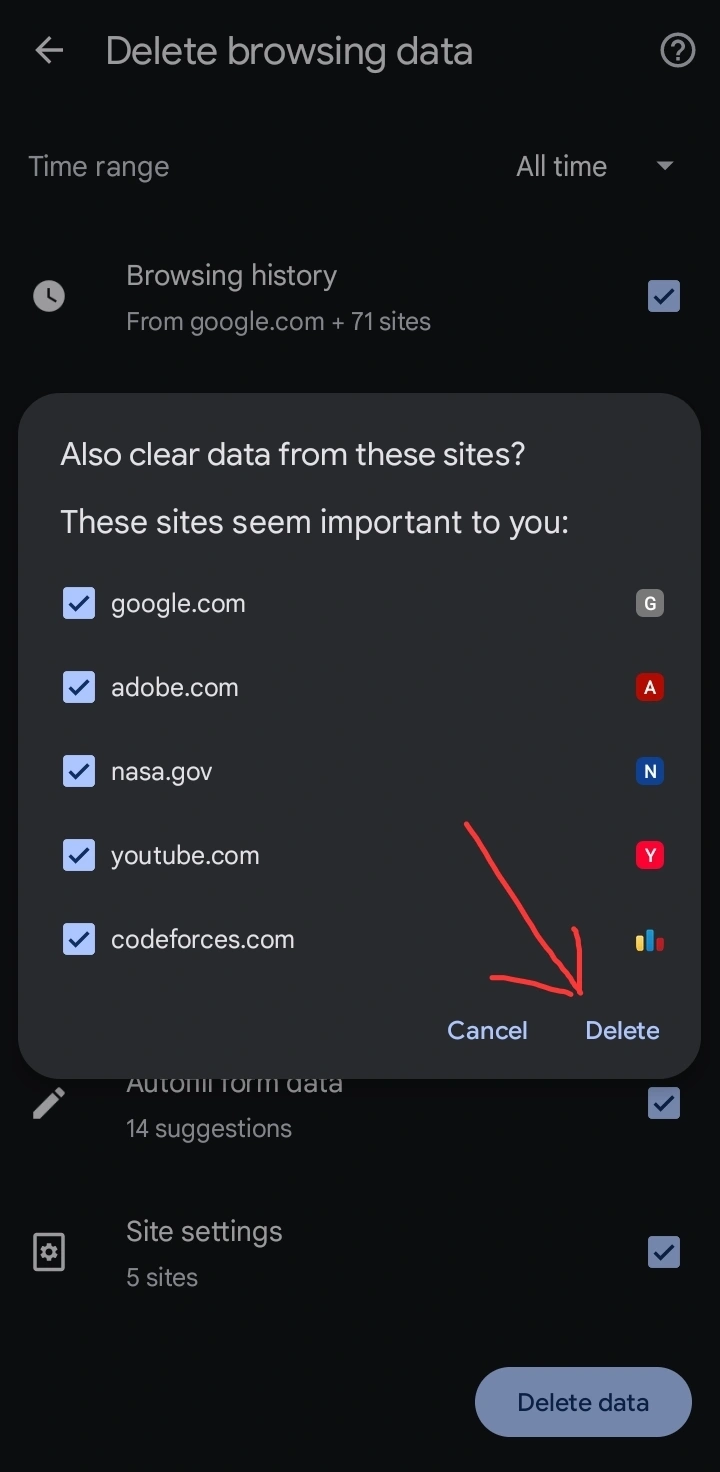 Delete browsing data
Time range All time
Browsing history
From google.com + 71 sites
Also clear data from these sites?
These sites seem important to you:
google.com G
adobe.com A
nasa.gov N
youtube.com Y
codeforces.com
Cancel Delete
Autofill form data
14 suggestions
Site settings
5 sites
Delete data